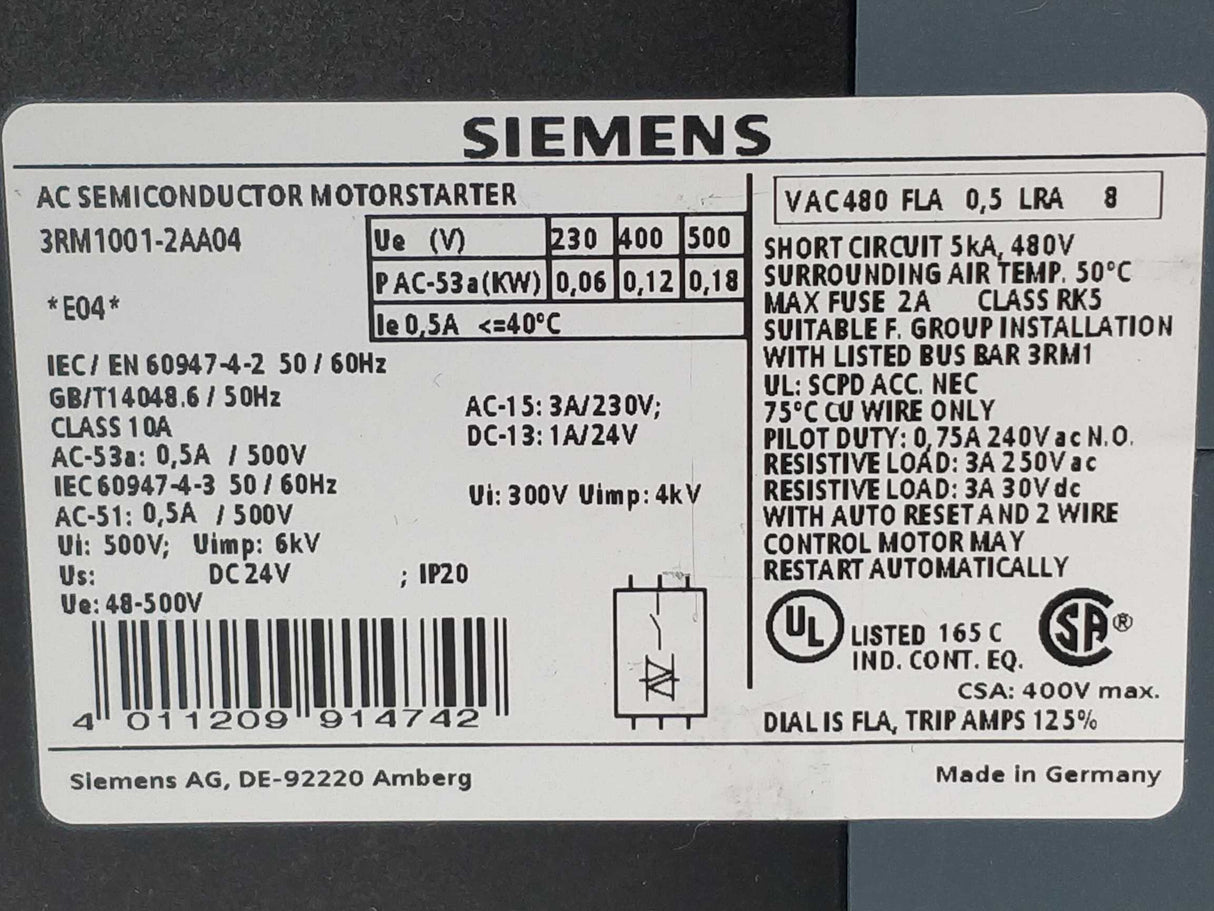 SIEMENS
AC SEMICONDUCTOR MOTORSTARTER
3RM1001-2AA04
*E04*
Ue (V) 230 400 500
P AC-53a(KW) 0,06 0,12 0,18
Ie 0,5A <=40°C
IEC/ EN 60947-4-2 50 / 60Hz
GB/T14048.6 / 50Hz
CLASS 10A
AC-53a: 0,5A / 500V
IEC 60947-4-3 50 / 60Hz
AC-51: 0,5A / 500V
Ui: 500V; Uimp: 6kV
Us: DC 24V ; IP20
Ue: 48-500V
AC-15: 3A/230V;
DC-13: 1A/24V
Ui: 300V Uimp: 4kV
4 011209 914742
VAC480 FLA 0,5 LRA 8
SHORT CIRCUIT 5kA, 480V
SURROUNDING AIR TEMP. 50°C
MAX FUSE 2A CLASS RK5
SUITABLE F. GROUP INSTALLATION
WITH LISTED BUS BAR 3RM1
UL: SCPD ACC. NEC
75°C CU WIRE ONLY
PILOT DUTY: 0,75A 240Vac N.O.
RESISTIVE LOAD: 3A 250Vac
RESISTIVE LOAD: 3A 30Vdc
WITH AUTO RESET AND 2 WIRE
CONTROL MOTOR MAY
RESTART AUTOMATICALLY
UL LISTED 165 C
IND. CONT. EQ.
SA®
CSA: 400V max.
DIAL IS FLA, TRIP AMPS 125%
Siemens AG, DE-92220 Amberg
Made in Germany